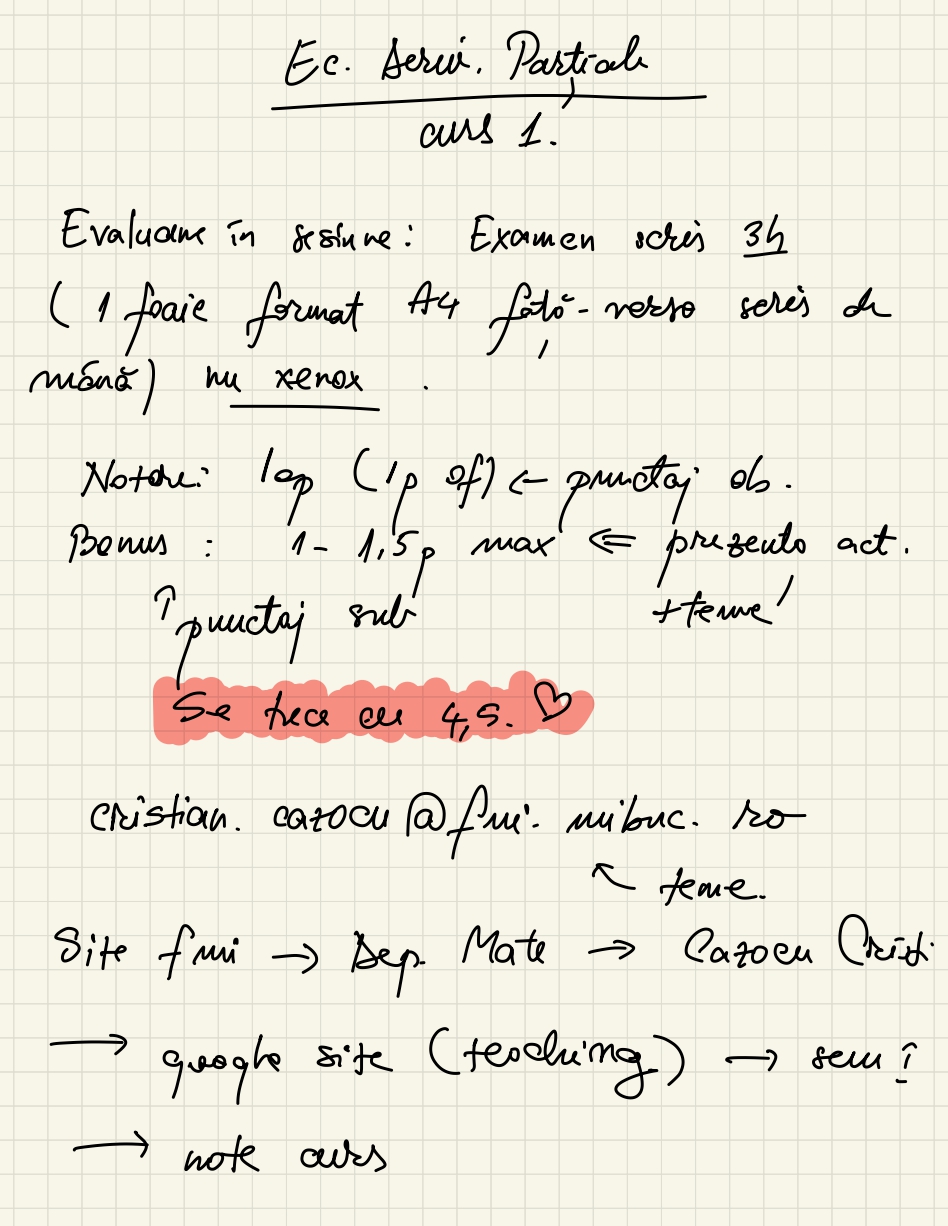 Ec. Deriv. Parțiale
curs 1.
Evaluare în sesiune: Examen scris 3h
(1 foaie format A4 față-verso scris de
mână) nu xerox.
Notare: 10p (1p of) ← punctaj ob.
Bonus: 1-1,5p max ⇐ prezența act.
↑ punctaj sub +teme
Se trece cu 4,5. ♡
cristian.cazacu@fmi.unibuc.ro
↖ teme.
Site fmi → Dep. Mate → Cazacu Cristi
→ google site (teaching) → sem I
→ note curs